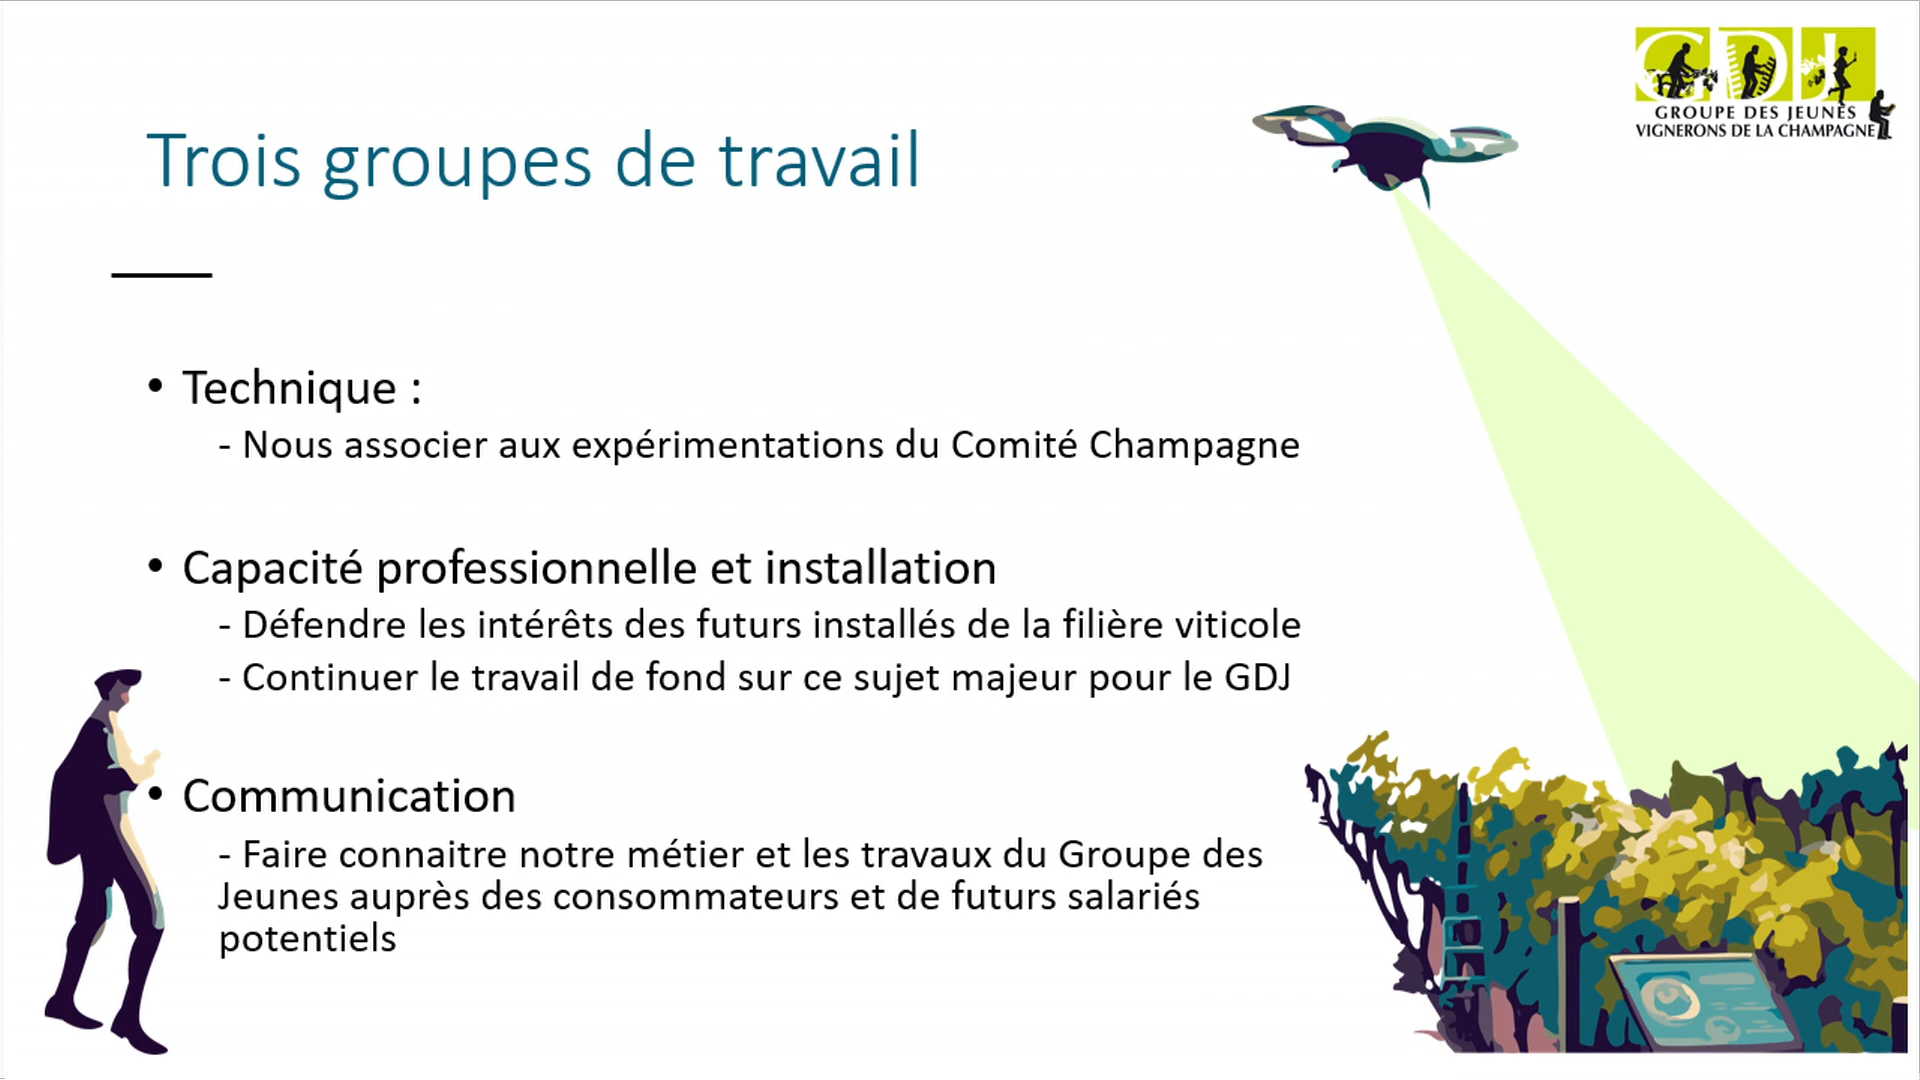 GDJ
GROUPE DES JEUNES
VIGNERONS DE LA CHAMPAGNE
Trois groupes de travail
• Technique :
- Nous associer aux expérimentations du Comité Champagne
• Capacité professionnelle et installation
- Défendre les intérêts des futurs installés de la filière viticole
- Continuer le travail de fond sur ce sujet majeur pour le GDJ
• Communication
- Faire connaitre notre métier et les travaux du Groupe des
Jeunes auprès des consommateurs et de futurs salariés
potentiels